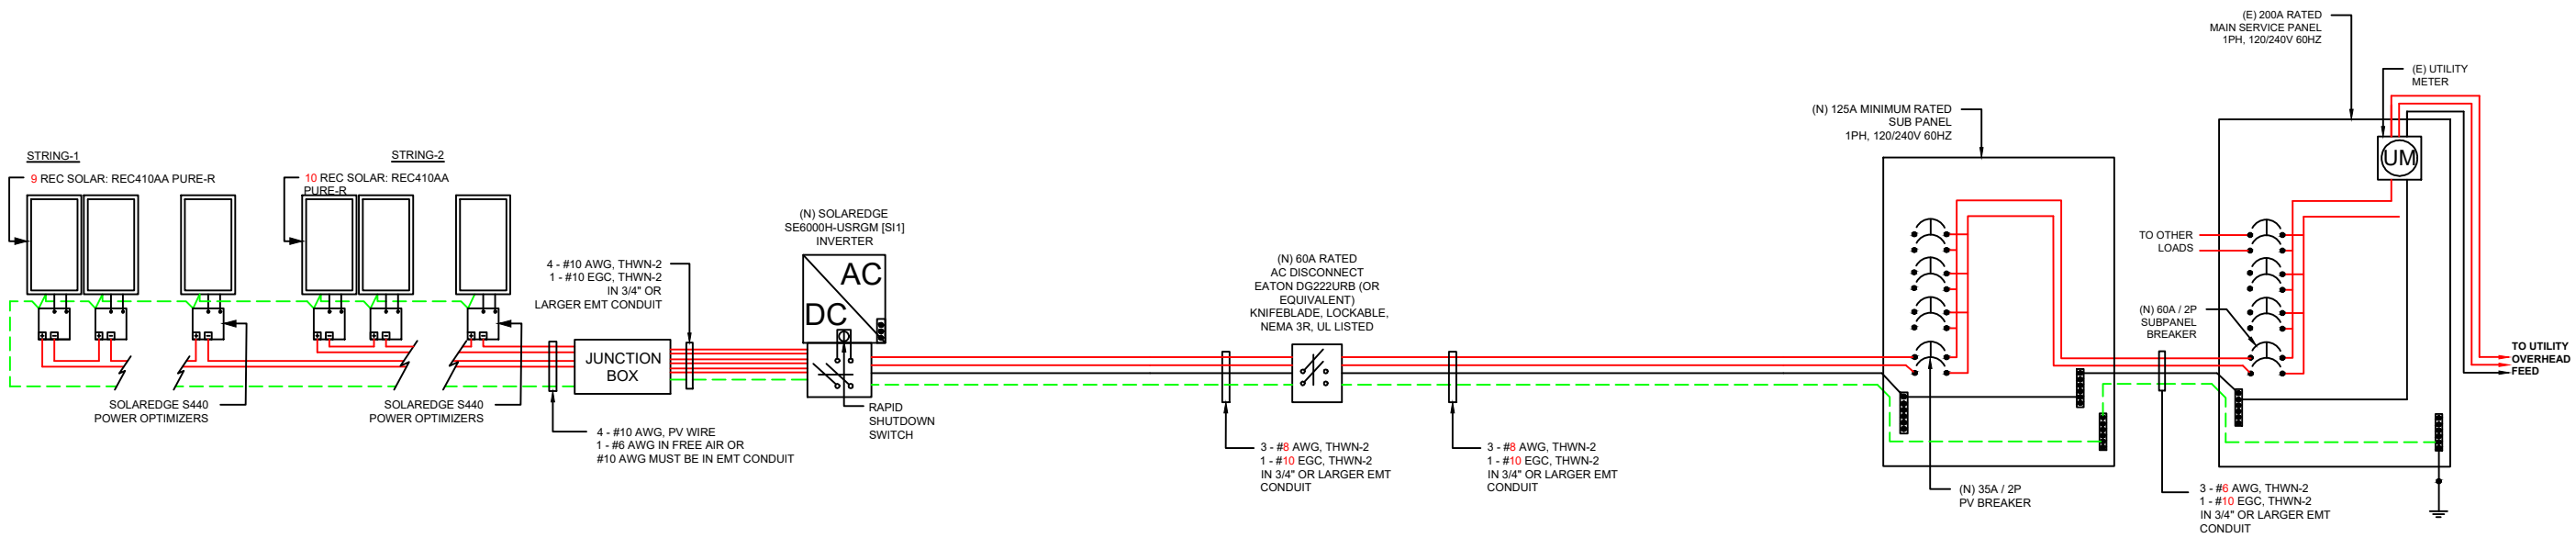 STRING-1
9 REC SOLAR: REC410AA PURE-R
STRING-2
10 REC SOLAR: REC410AA
PURE-R
SOLAREDGE S440
POWER OPTIMIZERS
SOLAREDGE S440
POWER OPTIMIZERS
4 - #10 AWG, THWN-2
1 - #10 EGC, THWN-2
IN 3/4" OR
LARGER EMT CONDUIT
JUNCTION
BOX
4 - #10 AWG, PV WIRE
1 - #6 AWG IN FREE AIR OR
#10 AWG MUST BE IN EMT CONDUIT
(N) SOLAREDGE
SE6000H-USRGM [SI1]
INVERTER
AC
DC
RAPID
SHUTDOWN
SWITCH
(N) 60A RATED
AC DISCONNECT
EATON DG222URB (OR
EQUIVALENT)
KNIFEBLADE, LOCKABLE,
NEMA 3R, UL LISTED
3 - #8 AWG, THWN-2
1 - #10 EGC, THWN-2
IN 3/4" OR LARGER EMT
CONDUIT
3 - #8 AWG, THWN-2
1 - #10 EGC, THWN-2
IN 3/4" OR LARGER EMT
CONDUIT
(N) 125A MINIMUM RATED
SUB PANEL
1PH, 120/240V 60HZ
(N) 35A / 2P
PV BREAKER
(E) 200A RATED
MAIN SERVICE PANEL
1PH, 120/240V 60HZ
(E) UTILITY
METER
UM
TO OTHER
LOADS
(N) 60A / 2P
SUBPANEL
BREAKER
3 - #6 AWG, THWN-2
1 - #10 EGC, THWN-2
IN 3/4" OR LARGER EMT
CONDUIT
TO UTILITY
OVERHEAD
FEED